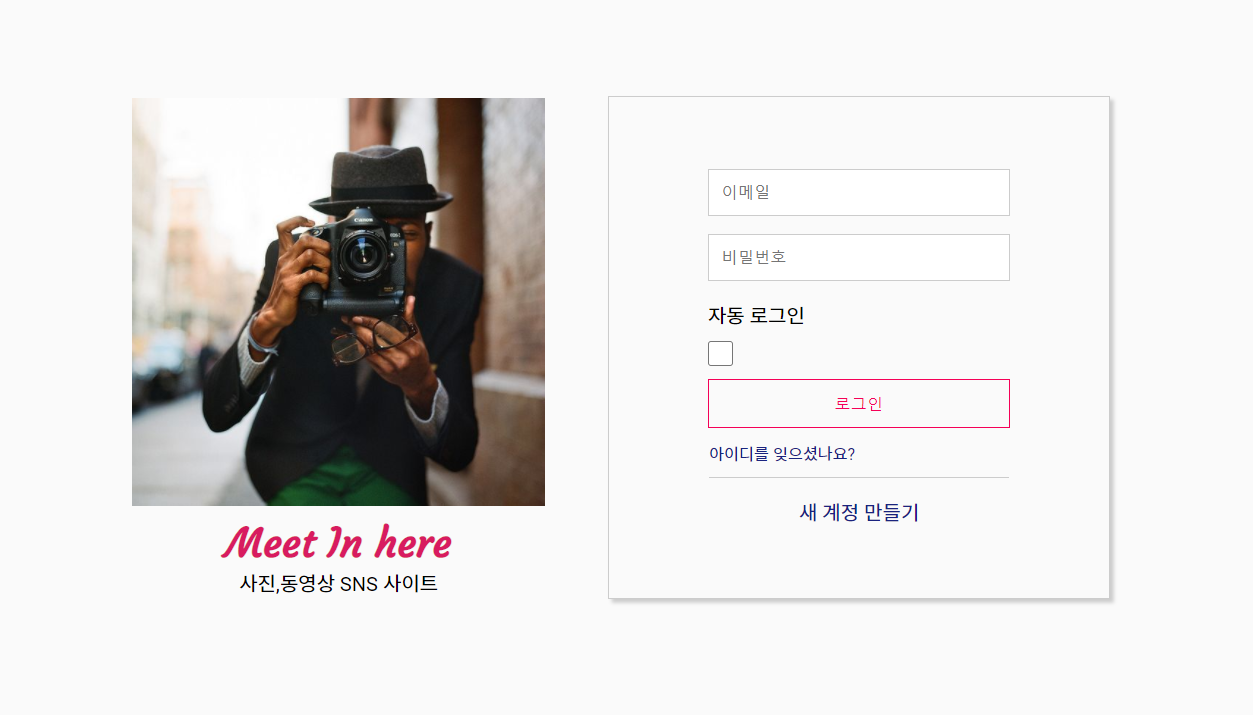 Canon
Meet In here
사진,동영상 SNS 사이트
이메일
비밀번호
자동 로그인
로그인
아이디를 잊으셨나요?
새 계정 만들기